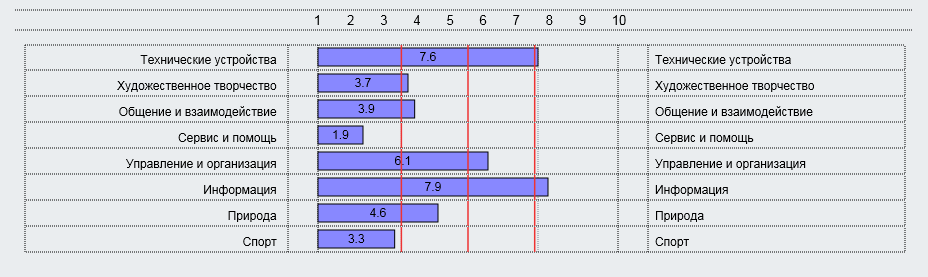 1 2 3 4 5 6 7 8 9 10
Технические устройства 7.6 Технические устройства
Художественное творчество 3.7 Художественное творчество
Общение и взаимодействие 3.9 Общение и взаимодействие
Сервис и помощь 1.9 Сервис и помощь
Управление и организация 6.1 Управление и организация
Информация 7.9 Информация
Природа 4.6 Природа
Спорт 3.3 Спорт